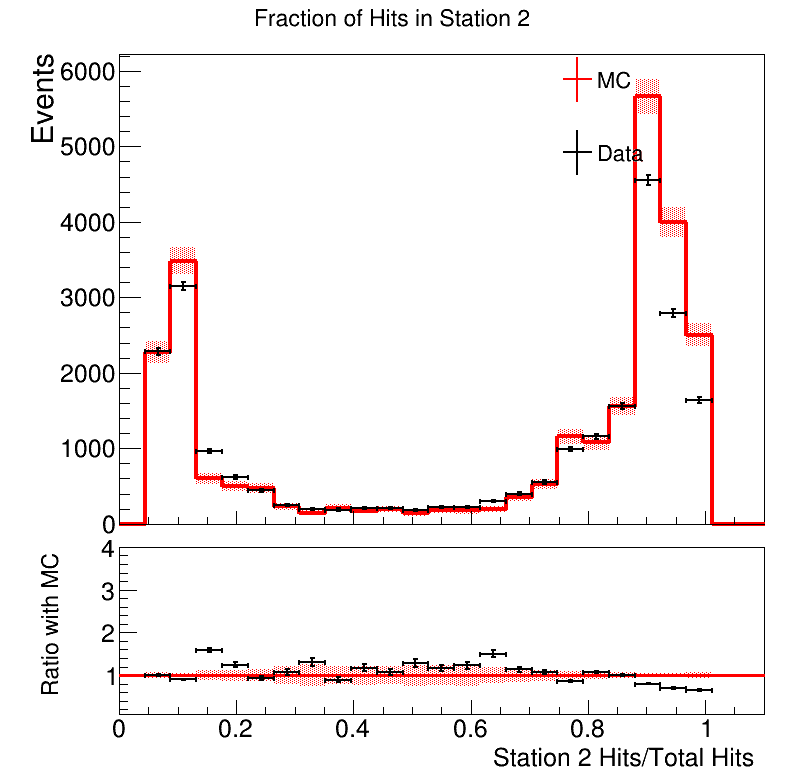 Fraction of Hits in Station 2
Events
6000
5000
4000
3000
2000
1000
0
MC
Data
Ratio with MC
4
3
2
1
0 0.2 0.4 0.6 0.8 1
Station 2 Hits/Total Hits